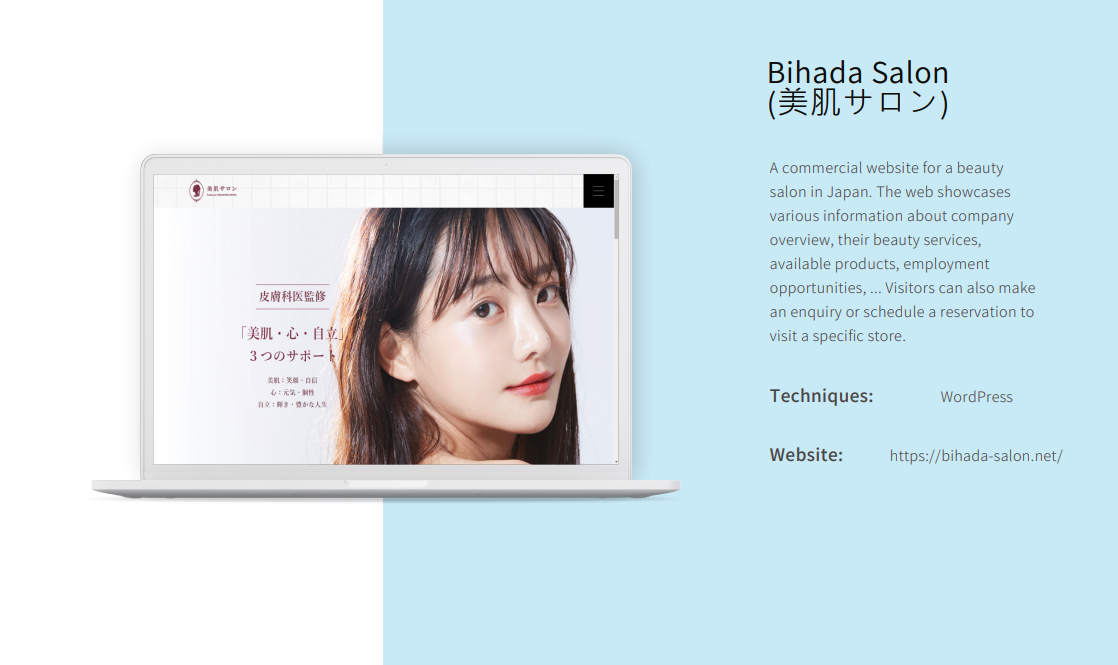 Bihada Salon
(美肌サロン)
A commercial website for a beauty
salon in Japan. The web showcases
various information about company
overview, their beauty services,
available products, employment
opportunities, ... Visitors can also make
an enquiry or schedule a reservation to
visit a specific store.
Techniques: WordPress
Website: https://bihada-salon.net/
美肌サロン
皮膚科医監修
「美肌・心・自立」
3つのサポート
美肌：笑顔・自信
心：元気・個性
自立：輝き・豊かな人生